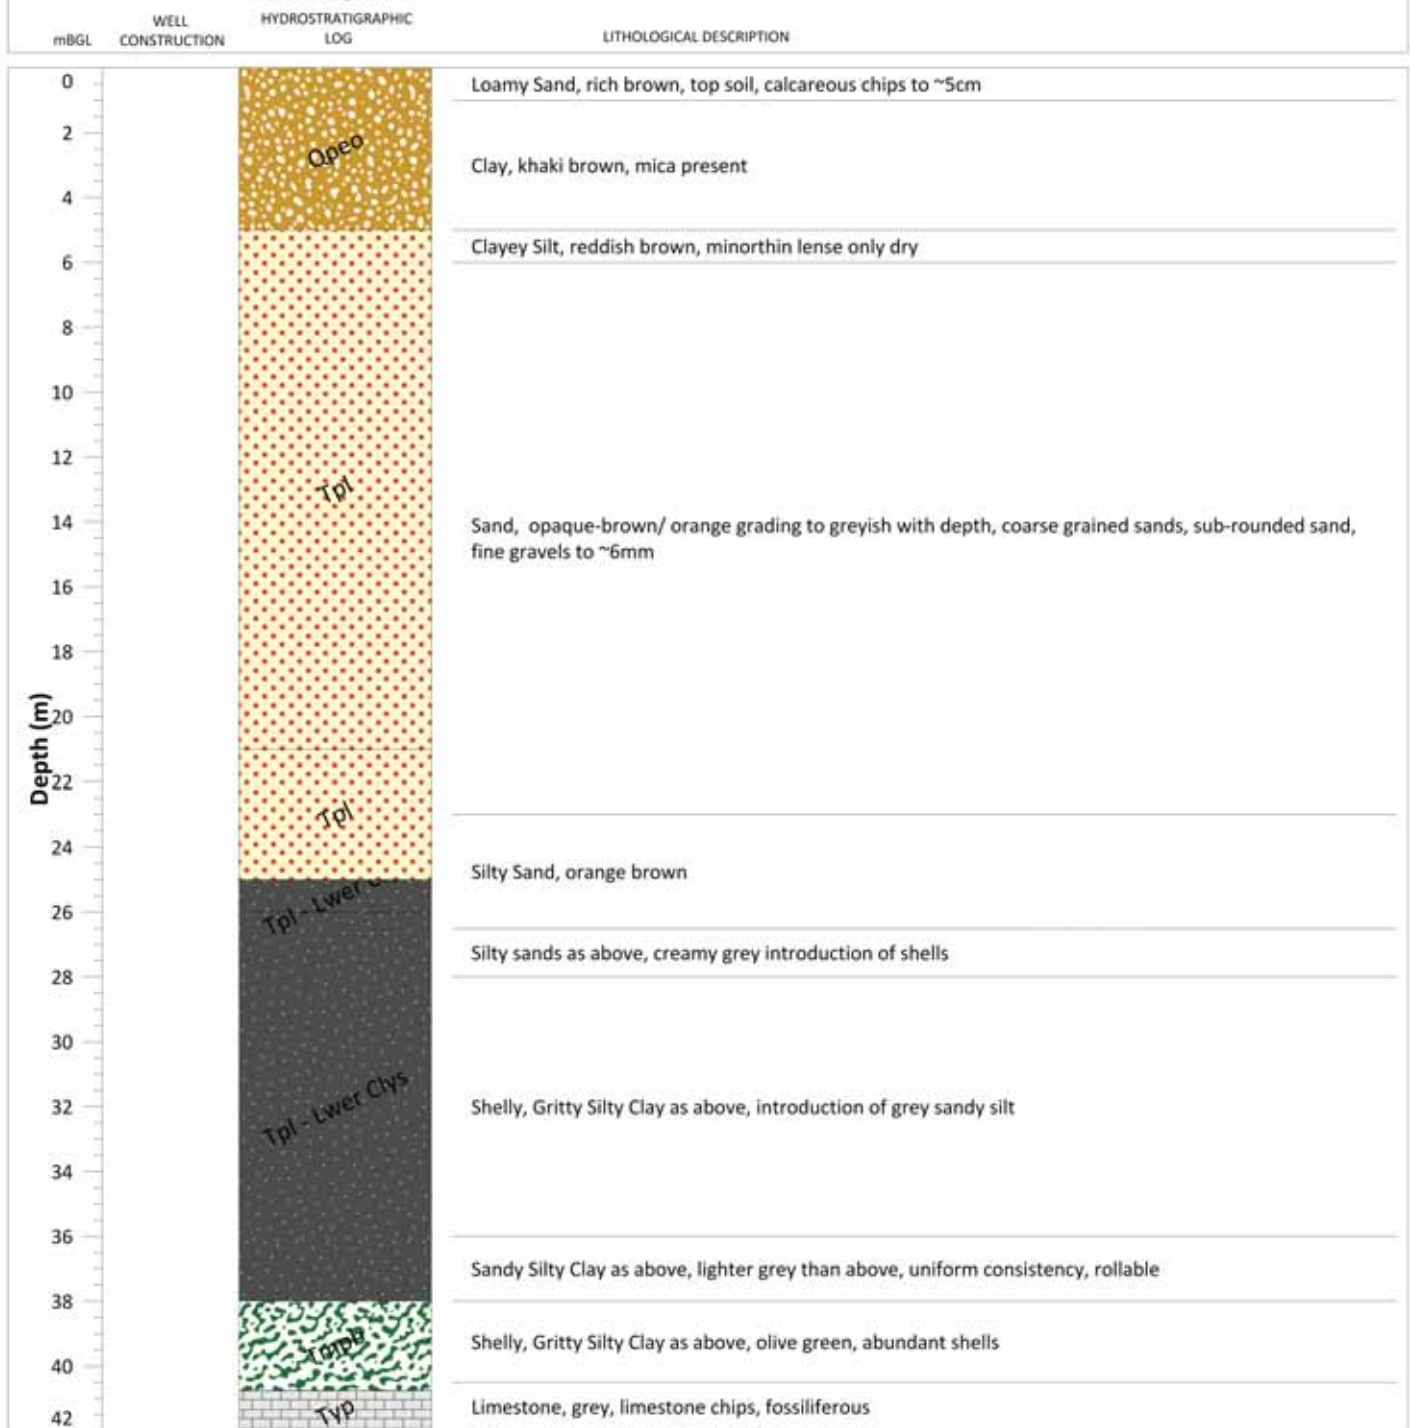 WELL
CONSTRUCTION
HYDROSTRATIGRAPHIC
LOG
mBGL
LITHOLOGICAL DESCRIPTION
0
Loamy Sand, rich brown, top soil, calcareous chips to ~5cm
2
Qpeo
Clay, khaki brown, mica present
4
Clayey Silt, reddish brown, minorthin lense only dry
6
8
10
12
Tpl
14
Sand, opaque-brown/ orange grading to greyish with depth, coarse grained sands, sub-rounded sand,
fine gravels to ~6mm
16
18
Depth (m)
20
22
Tpl
24
Silty Sand, orange brown
Tpl - Lwer
26
Silty sands as above, creamy grey introduction of shells
28
30
Tpl - Lwer Clys
32
Shelly, Gritty Silty Clay as above, introduction of grey sandy silt
34
36
Sandy Silty Clay as above, lighter grey than above, uniform consistency, rollable
38
Tmpb
Shelly, Gritty Silty Clay as above, olive green, abundant shells
40
Typ
Limestone, grey, limestone chips, fossiliferous
42